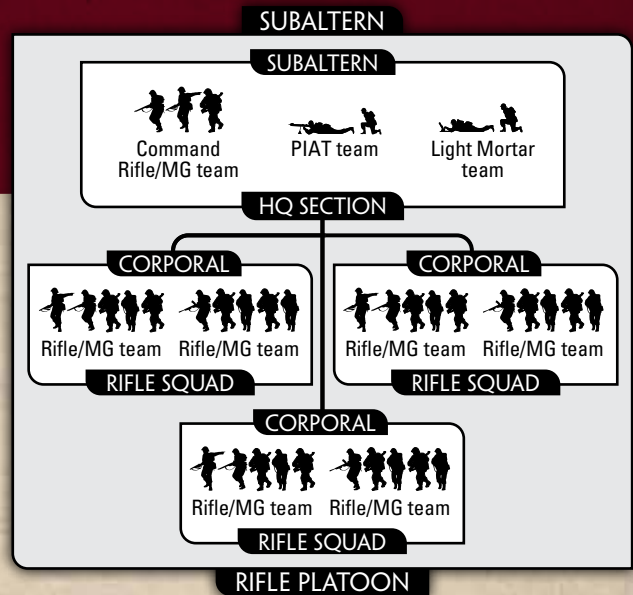 SUBALTERN
SUBALTERN
Command
Rifle/MG team
PIAT team
Light Mortar
team
HQ SECTION
CORPORAL
Rifle/MG team Rifle/MG team
RIFLE SQUAD
CORPORAL
Rifle/MG team Rifle/MG team
RIFLE SQUAD
CORPORAL
Rifle/MG team Rifle/MG team
RIFLE SQUAD
RIFLE PLATOON